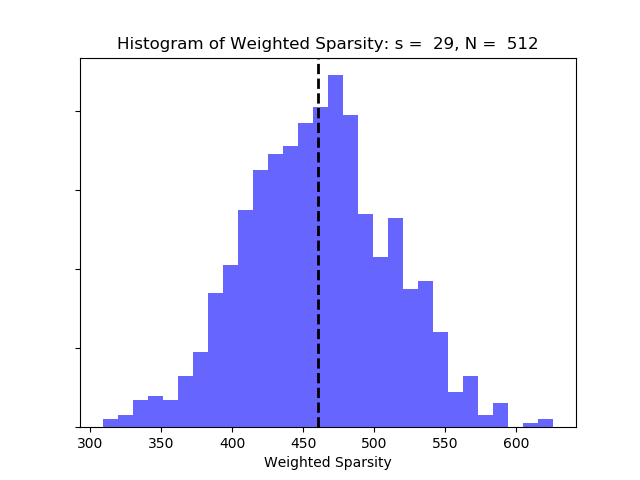 Histogram of Weighted Sparsity: s =  29, N =  512
300 350 400 450 500 550 600
Weighted Sparsity